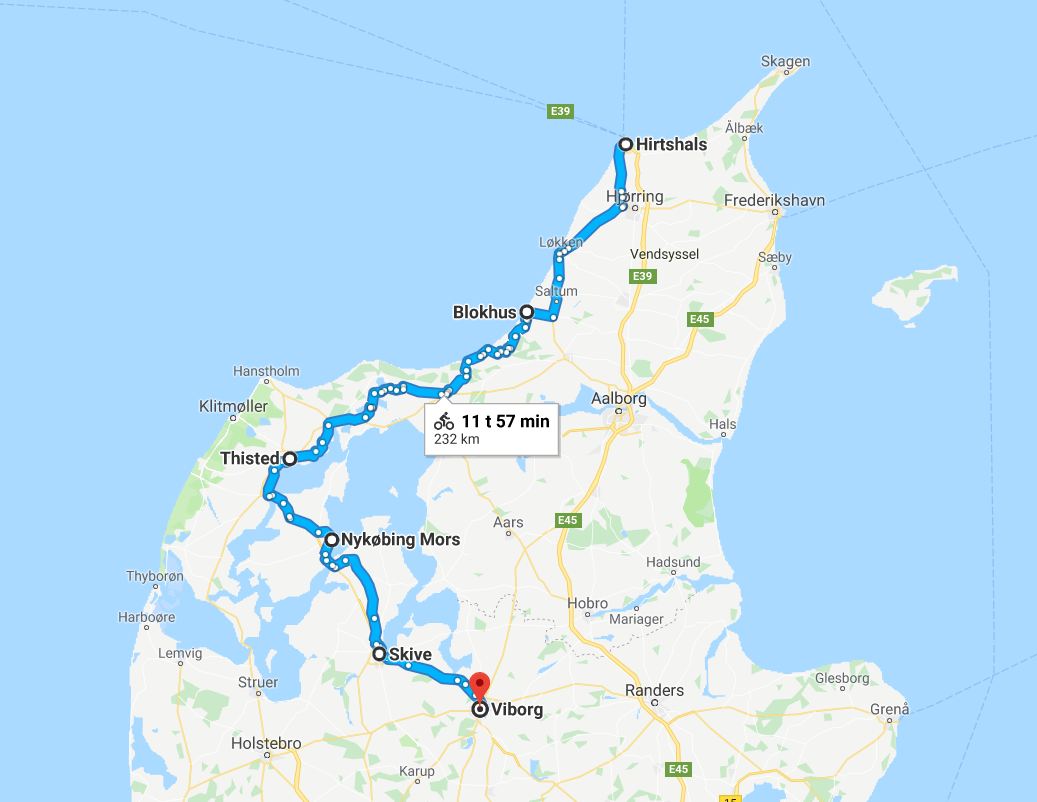 Skagen
E39
Ålbæk
Hirtshals
Hjørring
Frederikshavn
Løkken
Vendsyssel
Sæby
E39
Saltum
Blokhus
E45
Hanstholm
Klitmøller
Aalborg
11 t 57 min
232 km
Hals
Thisted
E45
Aars
Nykøbing Mors
Hadsund
Thyborøn
Hobro
Harboøre
Mariager
Lemvig
Skive
Struer
Glesborg
Randers
Viborg
Grenå
Holstebro
Karup
E45
15